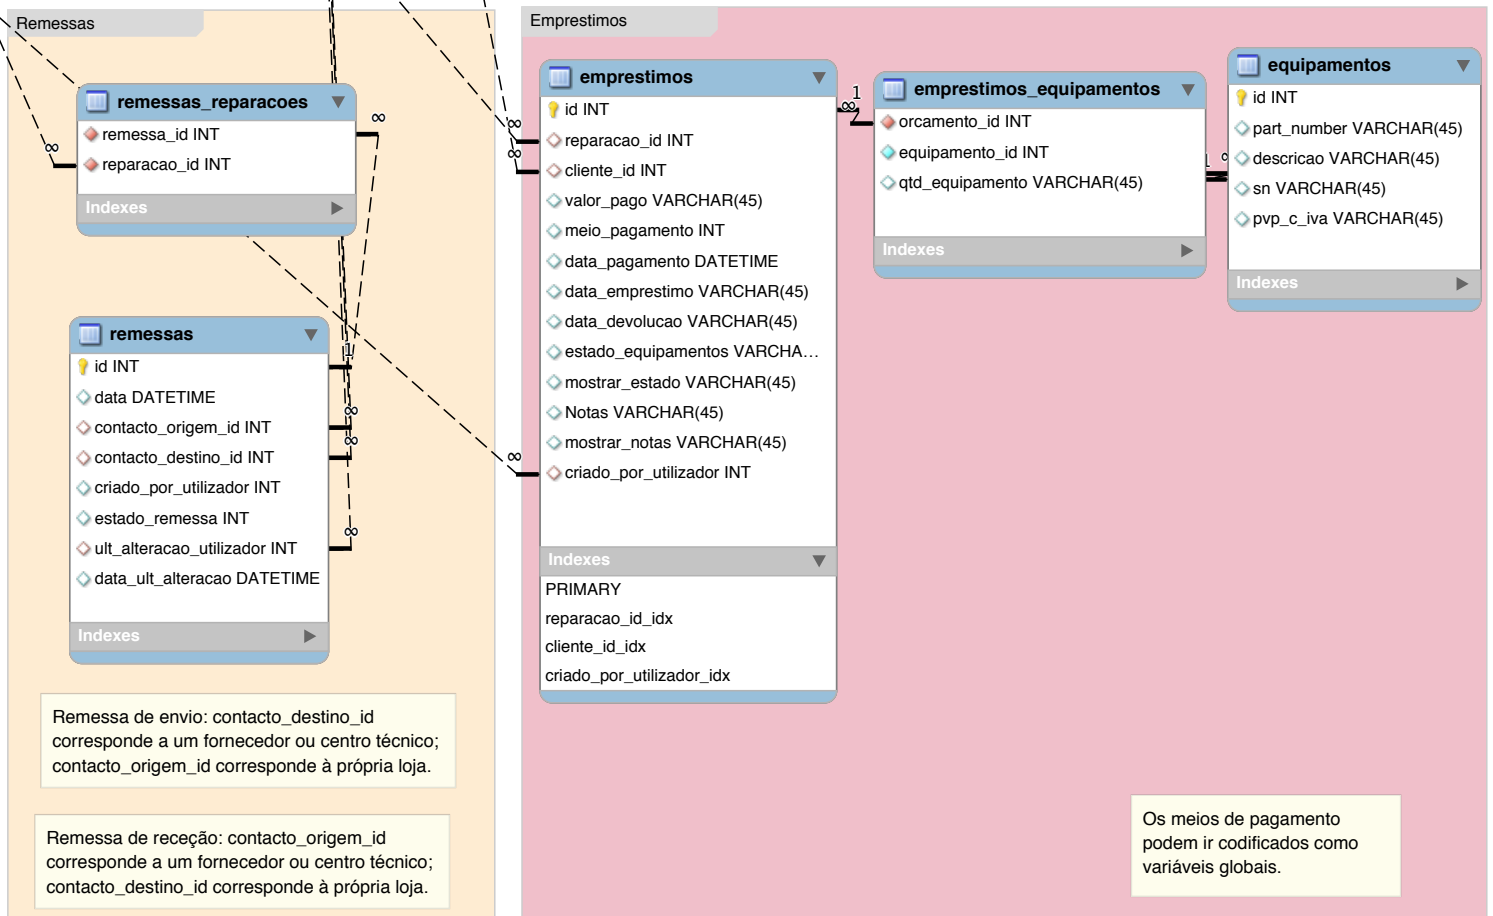 Remessas
remessas_reparacoes
remessa_id INT
reparacao_id INT
Indexes
∞
∞
remessas
id INT
data DATETIME
contacto_origem_id INT
contacto_destino_id INT
criado_por_utilizador INT
estado_remessa INT
ult_alteracao_utilizador INT
data_ult_alteracao DATETIME
Indexes
1
∞
∞
∞
Remessa de envio: contacto_destino_id
corresponde a um fornecedor ou centro técnico;
contacto_origem_id corresponde à própria loja.
Remessa de receção: contacto_origem_id
corresponde a um fornecedor ou centro técnico;
contacto_destino_id corresponde à própria loja.
Emprestimos
emprestimos
id INT
reparacao_id INT
cliente_id INT
valor_pago VARCHAR(45)
meio_pagamento INT
data_pagamento DATETIME
data_emprestimo VARCHAR(45)
data_devolucao VARCHAR(45)
estado_equipamentos VARCHA...
mostrar_estado VARCHAR(45)
Notas VARCHAR(45)
mostrar_notas VARCHAR(45)
criado_por_utilizador INT
Indexes
PRIMARY
reparacao_id_idx
cliente_id_idx
criado_por_utilizador_idx
∞
∞
∞
1
∞
emprestimos_equipamentos
orcamento_id INT
equipamento_id INT
qtd_equipamento VARCHAR(45)
Indexes
1 ∞
equipamentos
id INT
part_number VARCHAR(45)
descricao VARCHAR(45)
sn VARCHAR(45)
pvp_c_iva VARCHAR(45)
Indexes
Os meios de pagamento
podem ir codificados como
variáveis globais.